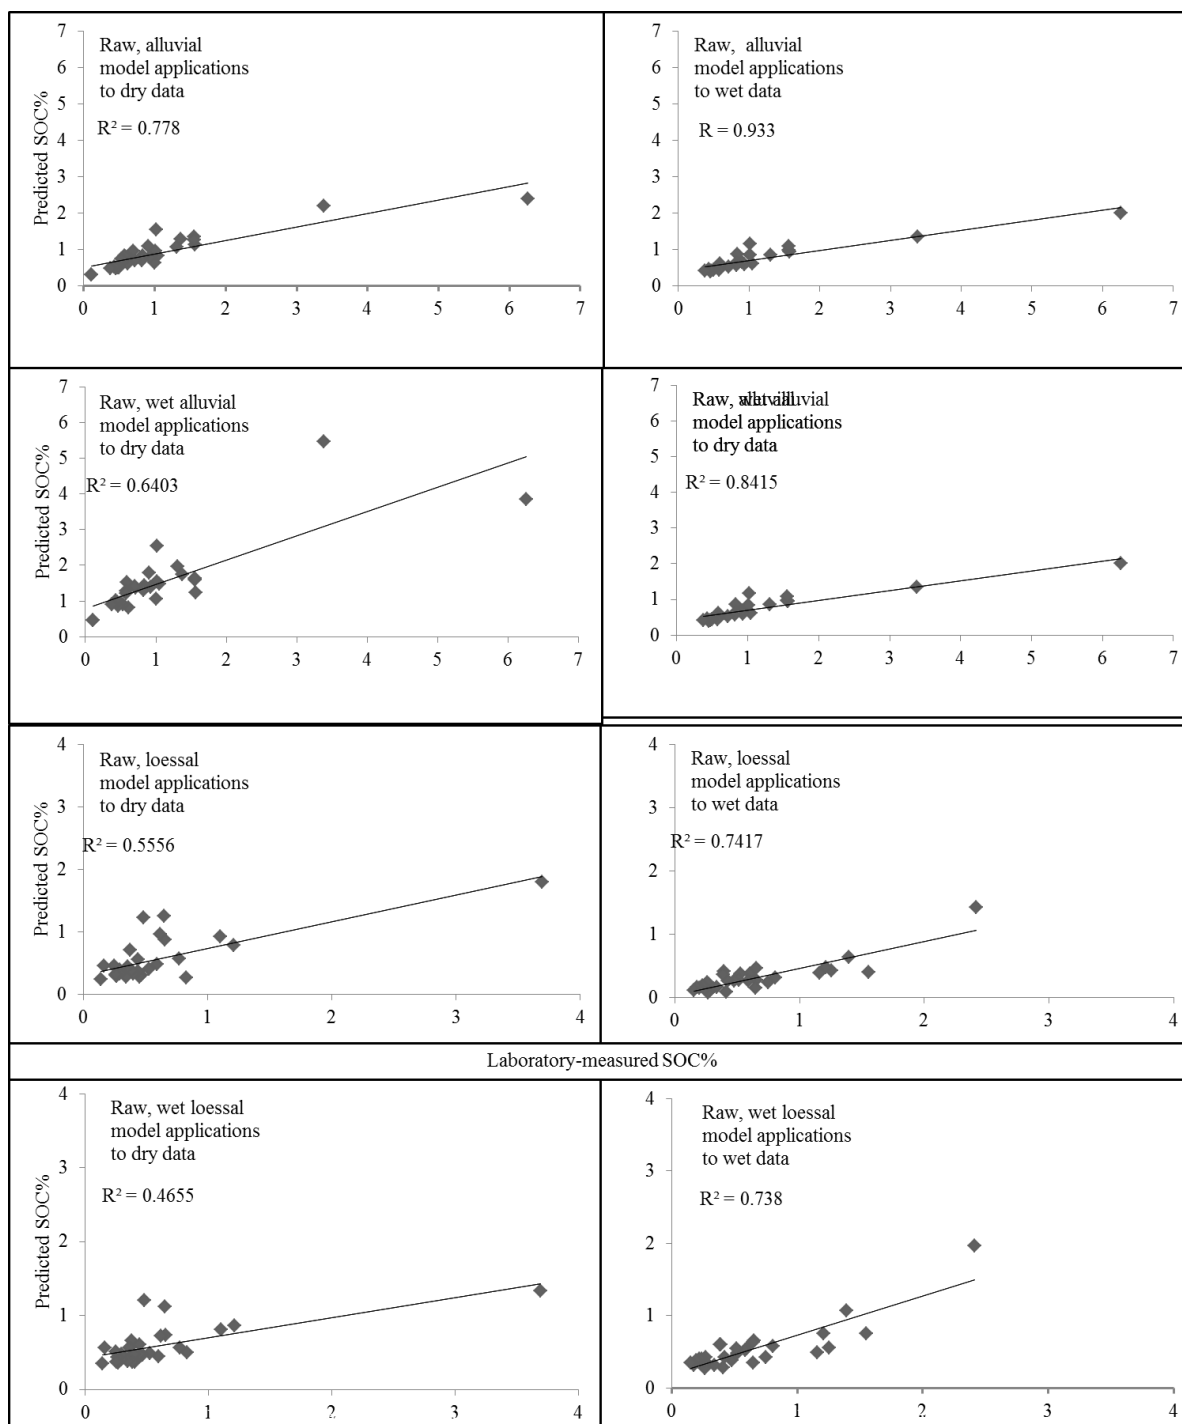 Raw, alluvial
model applications
to dry data
R² = 0.778
Predicted SOC%
7
6
5
4
3
2
1
0
0 1 2 3 4 5 6 7
Raw, alluvial
model applications
to wet data
R = 0.933
7
6
5
4
3
2
1
0
0 1 2 3 4 5 6 7
Raw, wet alluvial
model applications
to dry data
R² = 0.6403
Predicted SOC%
7
6
5
4
3
2
1
0
0 1 2 3 4 5 6 7
Raw, alluvial
model applications
to dry data
R² = 0.8415
7
6
5
4
3
2
1
0
0 1 2 3 4 5 6 7
Raw, loessal
model applications
to dry data
R² = 0.5556
Predicted SOC%
4
3
2
1
0
0 1 2 3 4
Raw, loessal
model applications
to wet data
R² = 0.7417
4
3
2
1
0
0 1 2 3 4
Laboratory-measured SOC%
Raw, wet loessal
model applications
to dry data
R² = 0.4655
Predicted SOC%
4
3
2
1
0
0 1 2 3 4
Raw, wet loessal
model applications
to wet data
R² = 0.738
4
3
2
1
0
0 1 2 3 4